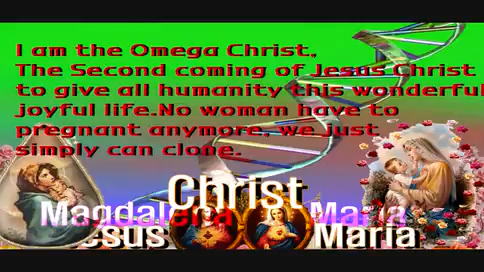 I am the Omega Christ,
The Second coming of Jesus Christ
to give all humanity this wonderful
joyful life.No woman have to
pregnant anymore, we just
simply can clone.
Christ
Magdalena Maria
Jesus Maria